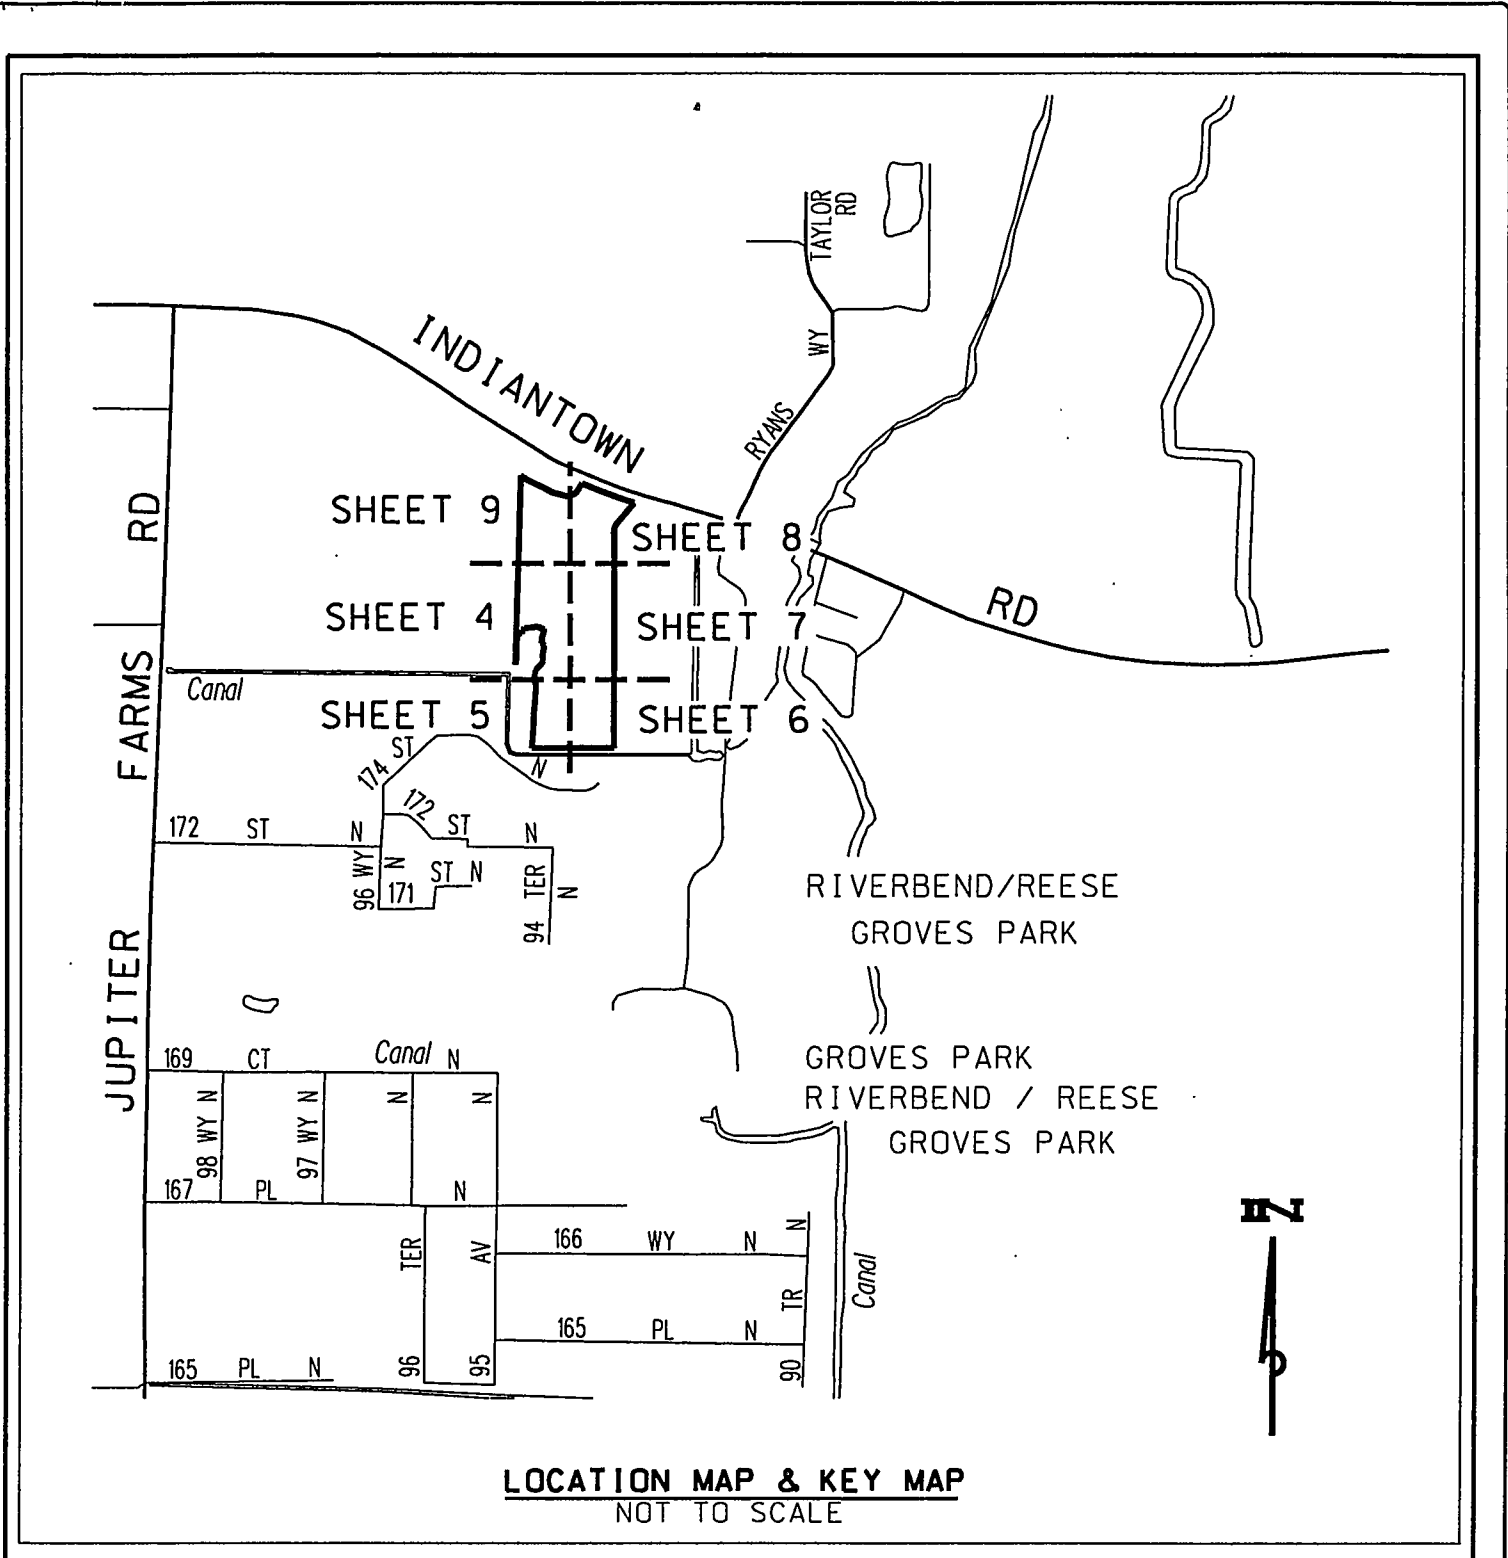 TAYLOR
RD
WY
RYANS
INDIANTOWN
RD
SHEET 9
SHEET 8
RD
SHEET 4
SHEET 7
FARMS
Canal
SHEET 5
SHEET 6
174 ST N
172 ST N
172 ST N
96 WY N
171 ST N
94 TER N
RIVERBEND/REESE
GROVES PARK
JUPITER
169 CT N
Canal
GROVES PARK
RIVERBEND / REESE
GROVES PARK
98 WY N
97 WY N
N
N
167 PL N
96 TER
95 AV
166 WY N
90 TR N
Canal
165 PL N
165 PL N
N
LOCATION MAP & KEY MAP
NOT TO SCALE